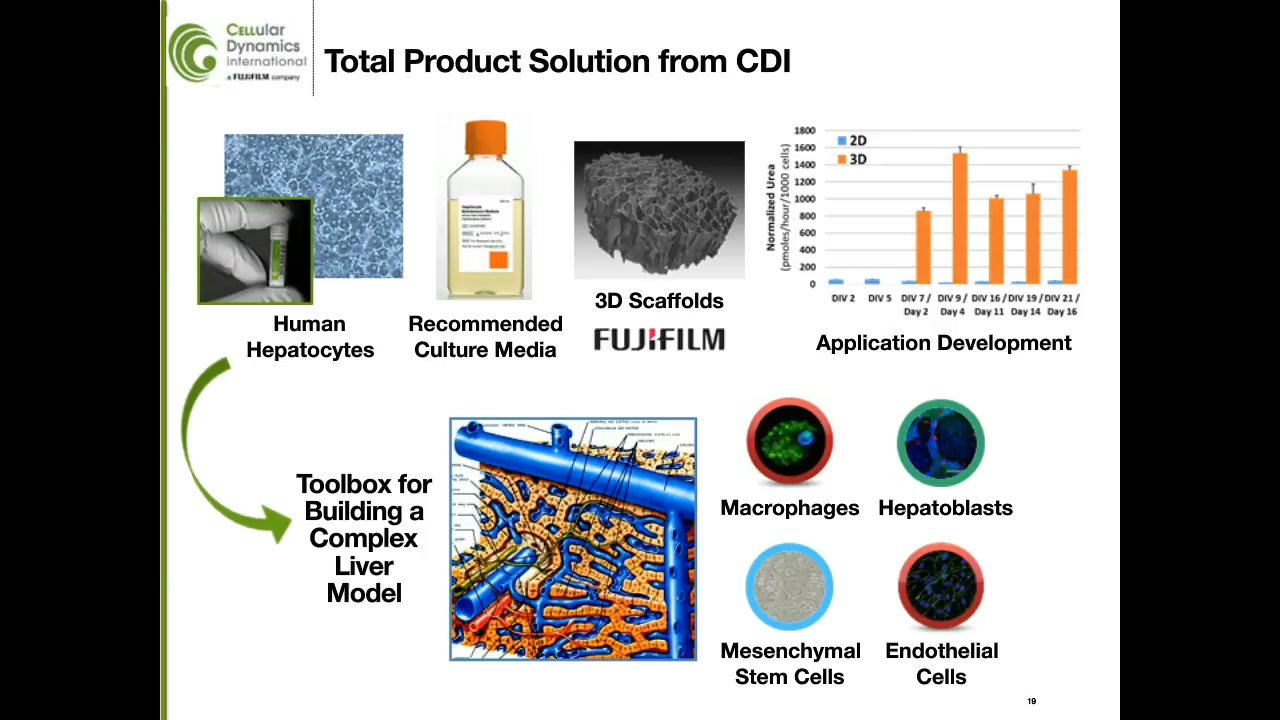 CELLular
Dynamics
international
a FUJIFILM company
Total Product Solution from CDI
Human
Hepatocytes
Recommended
Culture Media
3D Scaffolds
FUJIFILM
Normalized Urea
(pmoles/hour/1000 cells)
1800
1600
1400
1200
1000
800
600
400
200
0
2D
3D
DIV 2
DIV 5
DIV 7 /
Day 2
DIV 9 /
Day 4
DIV 16 /
Day 11
DIV 19 /
Day 14
DIV 21 /
Day 16
Application Development
Toolbox for
Building a
Complex
Liver
Model
Macrophages
Hepatoblasts
Mesenchymal
Stem Cells
Endothelial
Cells
19